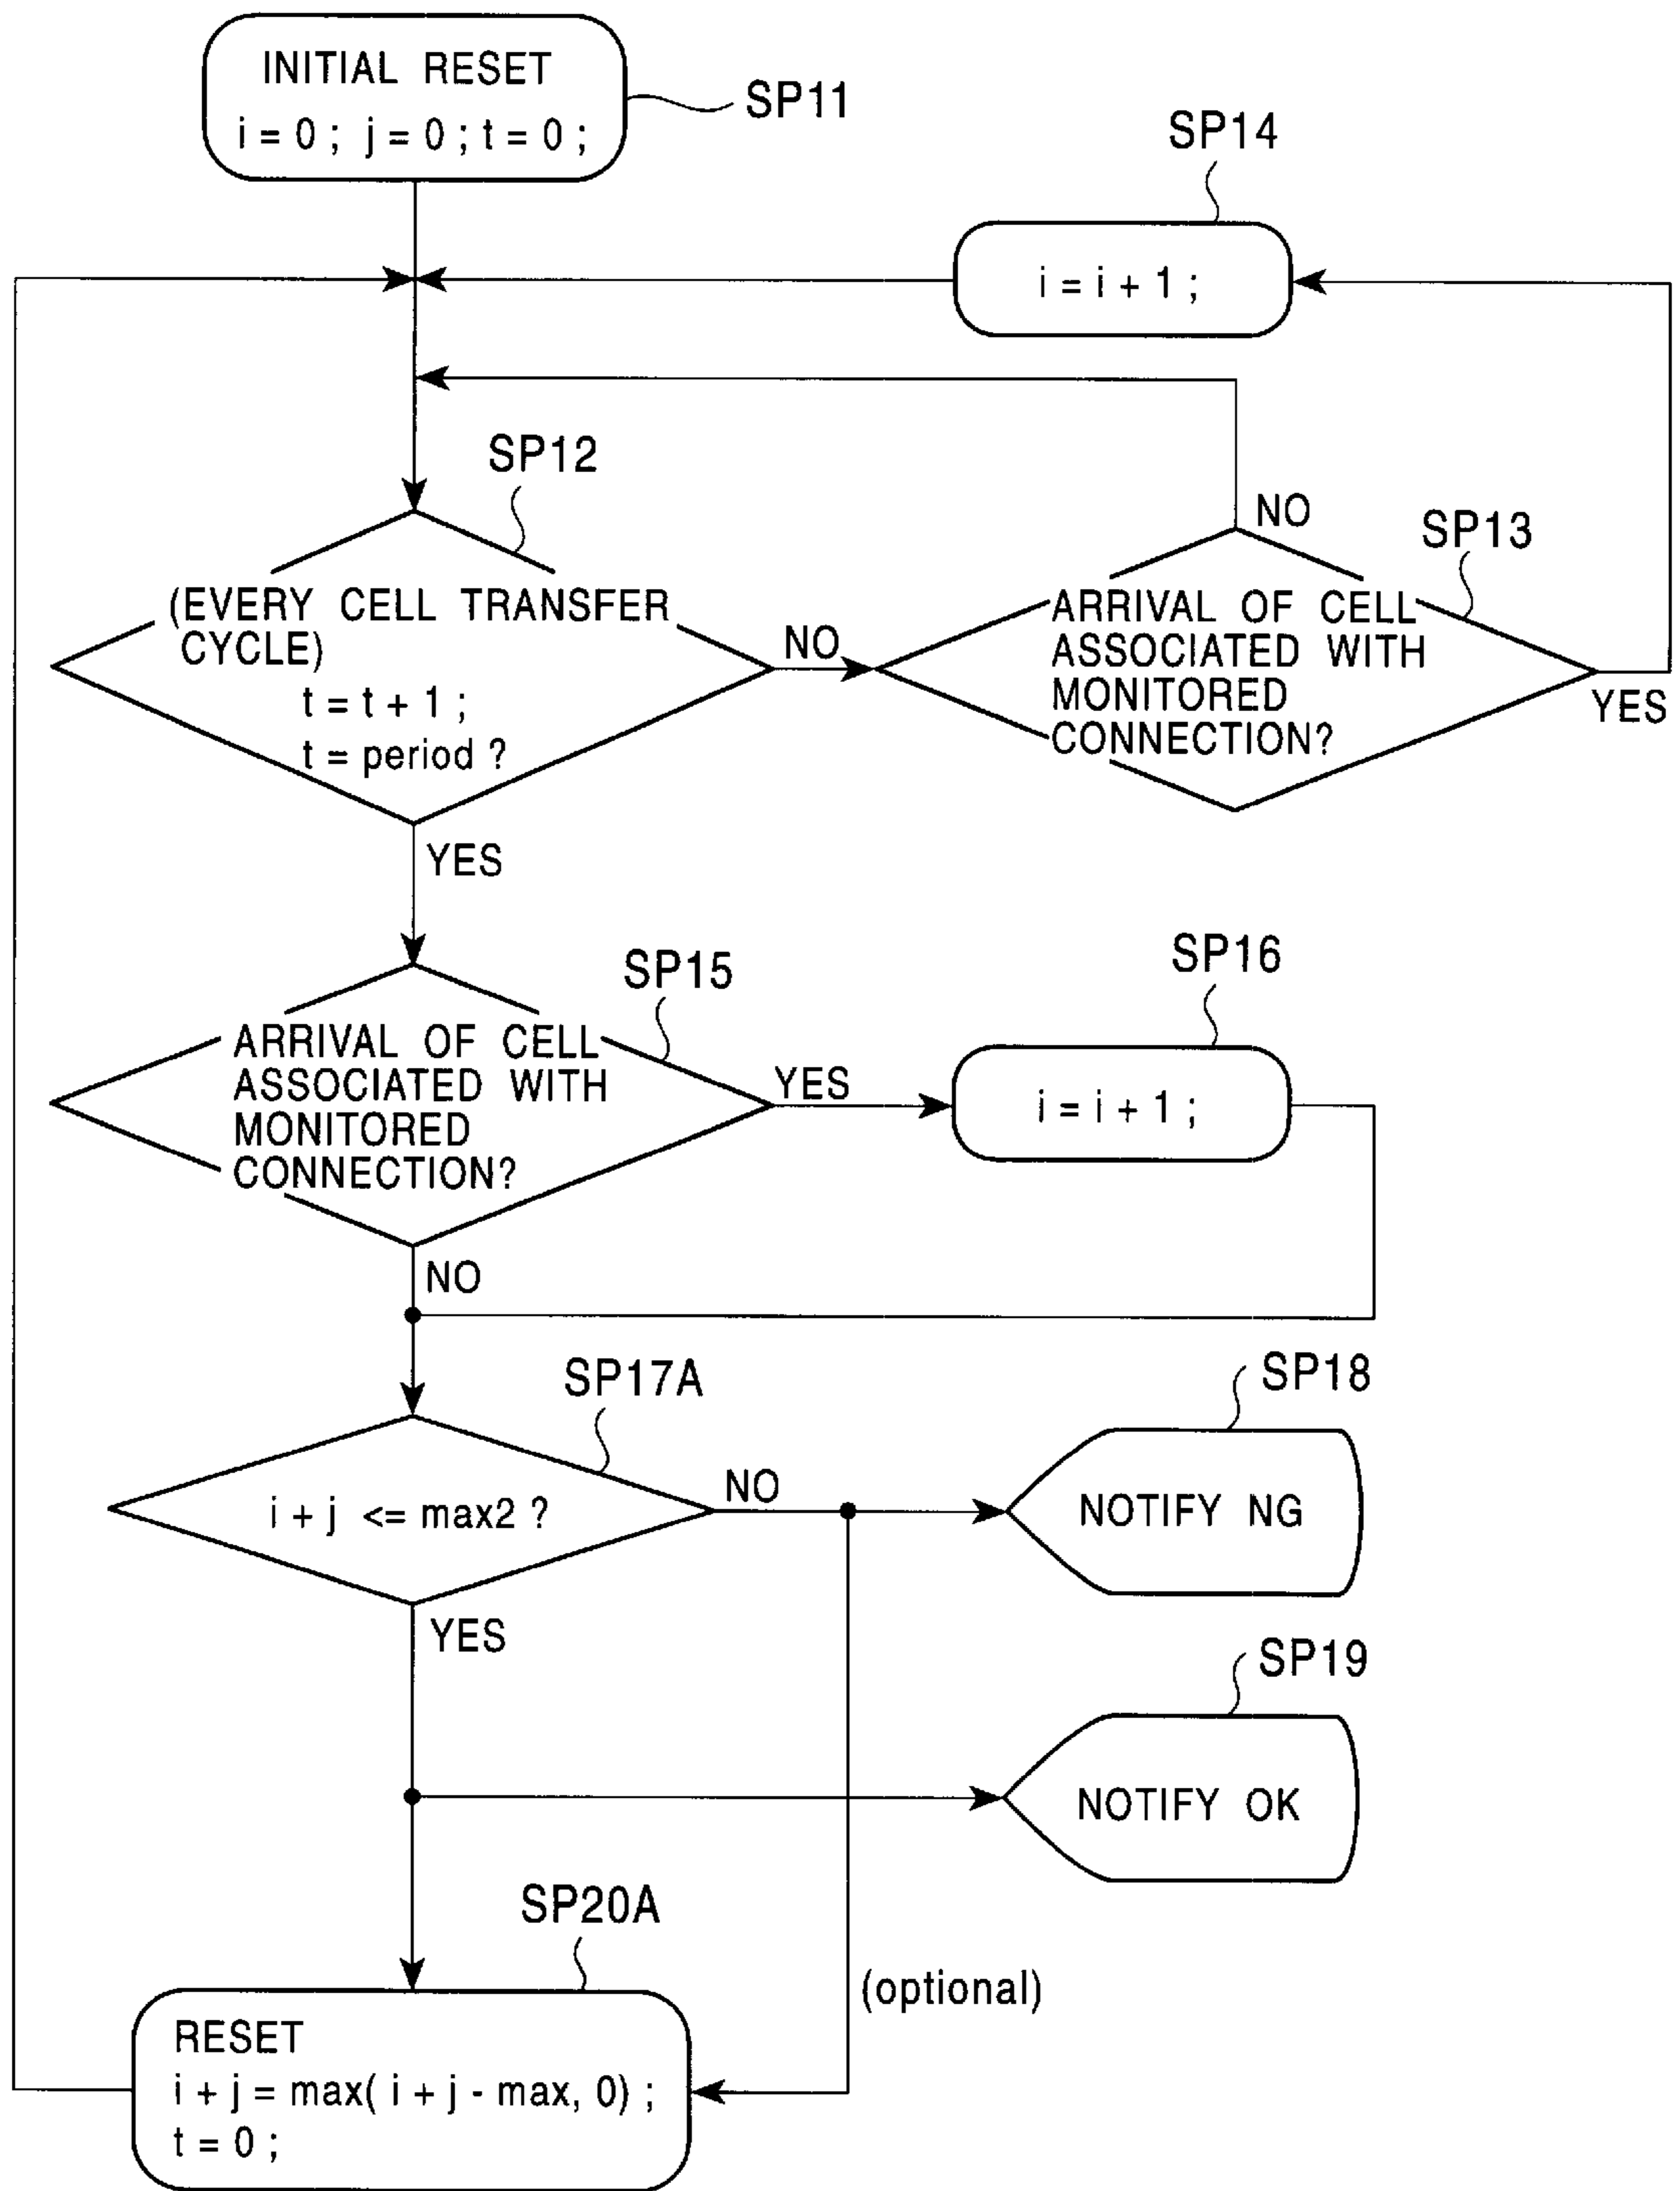 INITIAL RESET
i = 0 ; j = 0 ; t = 0 ;
SP11
SP14
i = i + 1 ;
SP12
(EVERY CELL TRANSFER
CYCLE)
t = t + 1 ;
t = period ?
NO
YES
SP13
ARRIVAL OF CELL
ASSOCIATED WITH
MONITORED
CONNECTION?
NO
YES
SP15
ARRIVAL OF CELL
ASSOCIATED WITH
MONITORED
CONNECTION?
YES
NO
SP16
i = i + 1 ;
SP17A
i + j <= max2 ?
NO
YES
SP18
NOTIFY NG
SP19
NOTIFY OK
SP20A
(optional)
RESET
i + j = max( i + j - max, 0) ;
t = 0 ;